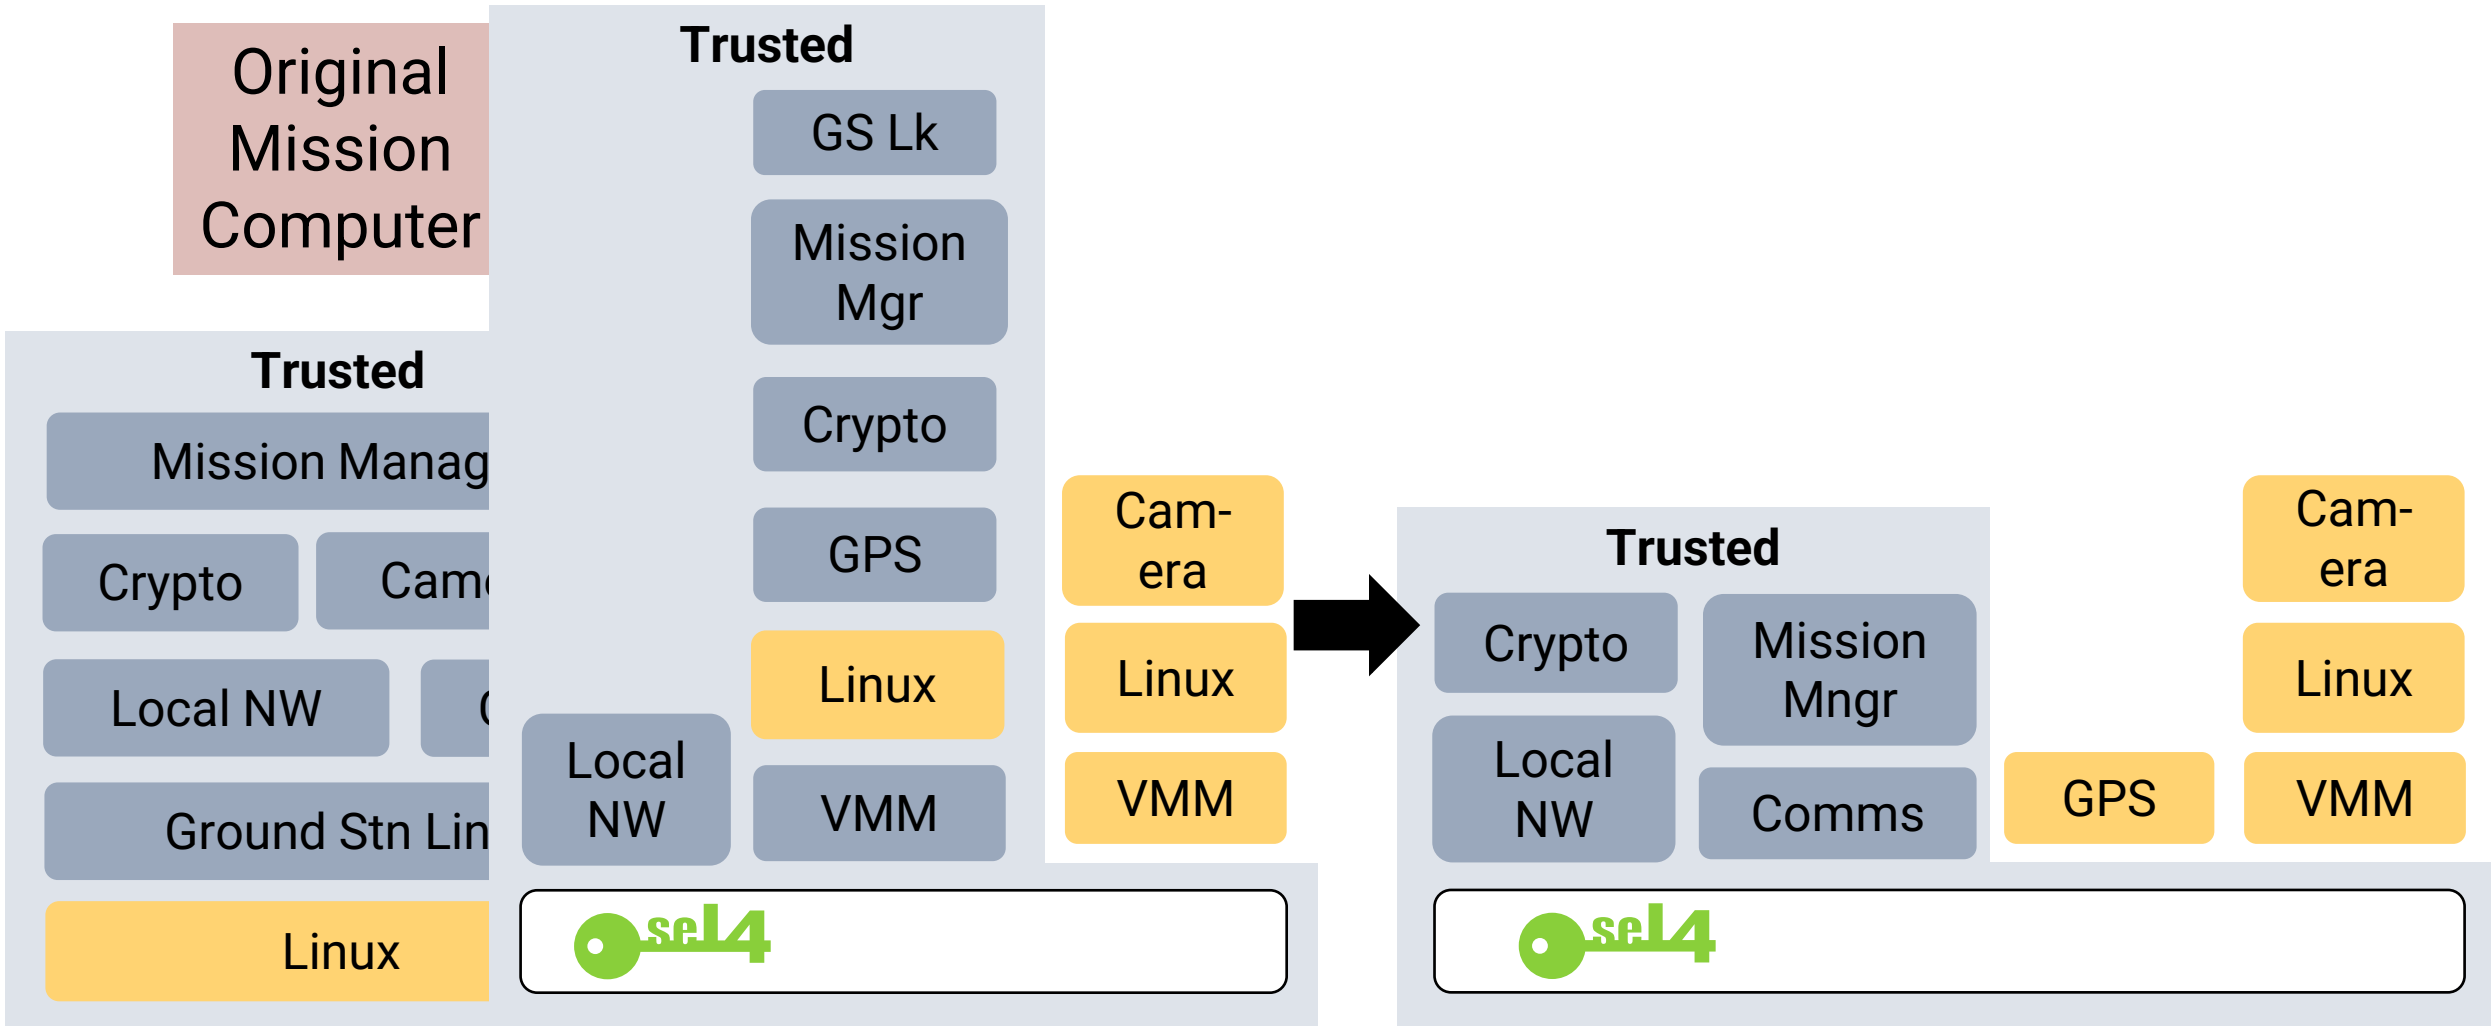 Original
Mission
Computer
Trusted
Mission Manag
Crypto
Came
Local NW
Ground Stn Lin
Linux
Trusted
GS Lk
Mission
Mgr
Crypto
GPS
Linux
Local
NW
VMM
Cam-
era
Linux
VMM
seL4
Trusted
Crypto
Mission
Mngr
Local
NW
Comms
GPS
Cam-
era
Linux
VMM
seL4